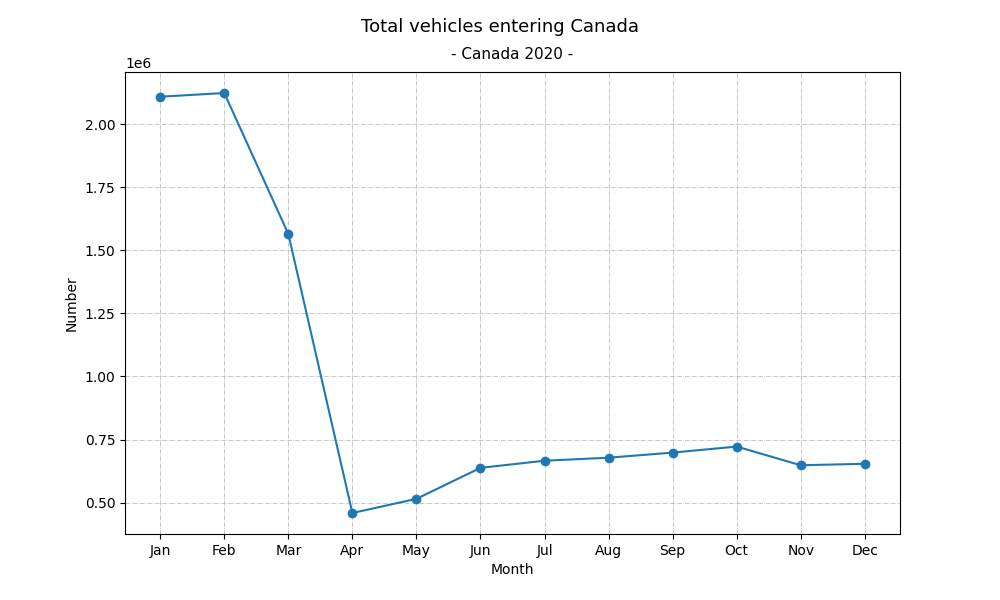 Total vehicles entering Canada
- Canada 2020 -
1e6
2.00
1.75
1.50
1.25
1.00
0.75
0.50
Number
Jan Feb Mar Apr May Jun Jul Aug Sep Oct Nov Dec
Month